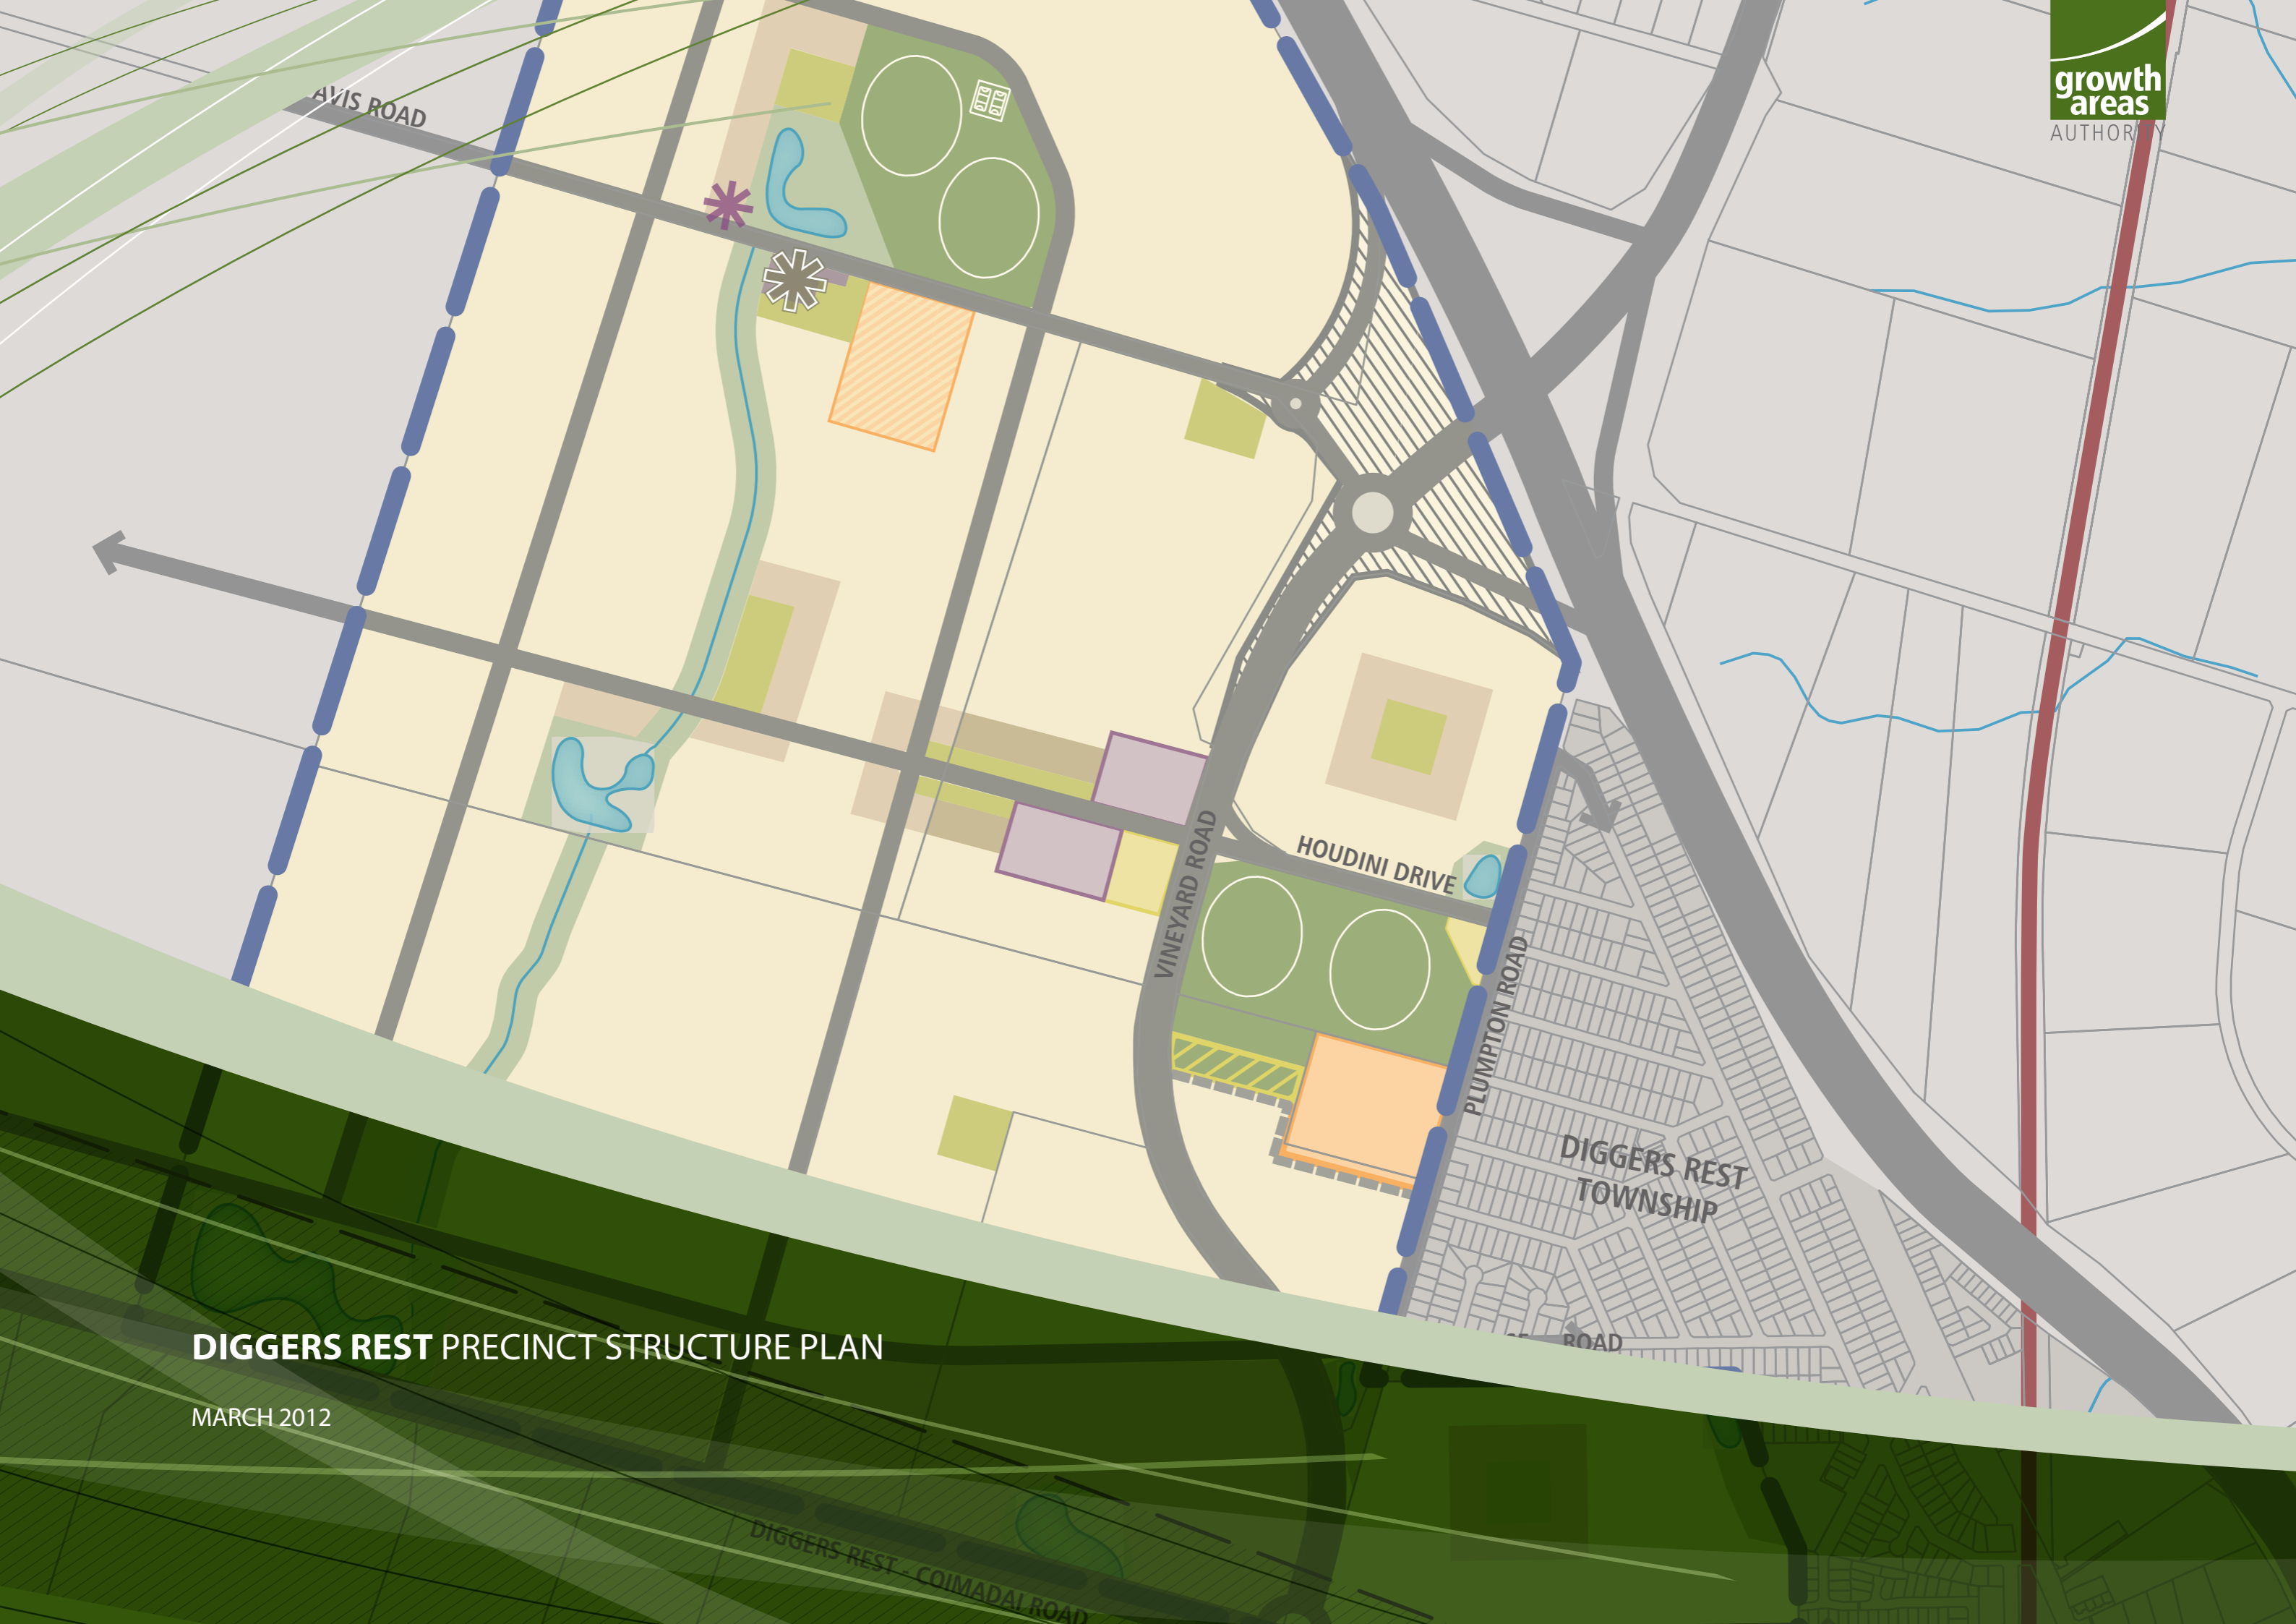 growth
areas
AUTHORITY
AVIS ROAD
HOUDINI DRIVE
VINEYARD ROAD
PLUMPTON ROAD
DIGGERS REST
TOWNSHIP
ROAD
DIGGERS REST PRECINCT STRUCTURE PLAN
MARCH 2012
DIGGERS REST - COIMADAI ROAD